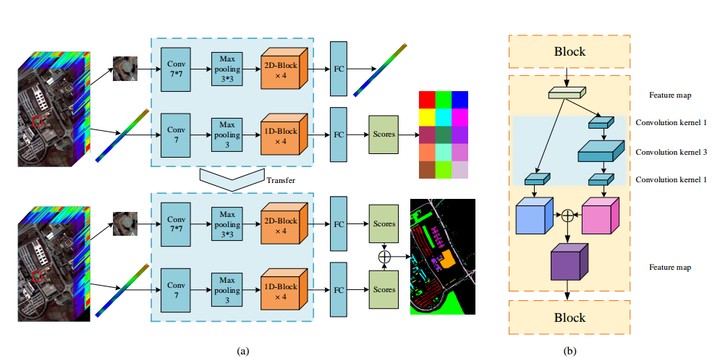 Conv
7*7
Max
pooling
3*3
2D-Block
× 4
FC
Conv
7
Max
pooling
3
1D-Block
× 4
FC
Scores
Transfer
Conv
7*7
Max
pooling
3*3
2D-Block
× 4
FC
Scores
Conv
7
Max
pooling
3
1D-Block
× 4
FC
Scores
(a)
Block
Feature map
Convolution kernel 1
Convolution kernel 3
Convolution kernel 1
Feature map
Block
(b)